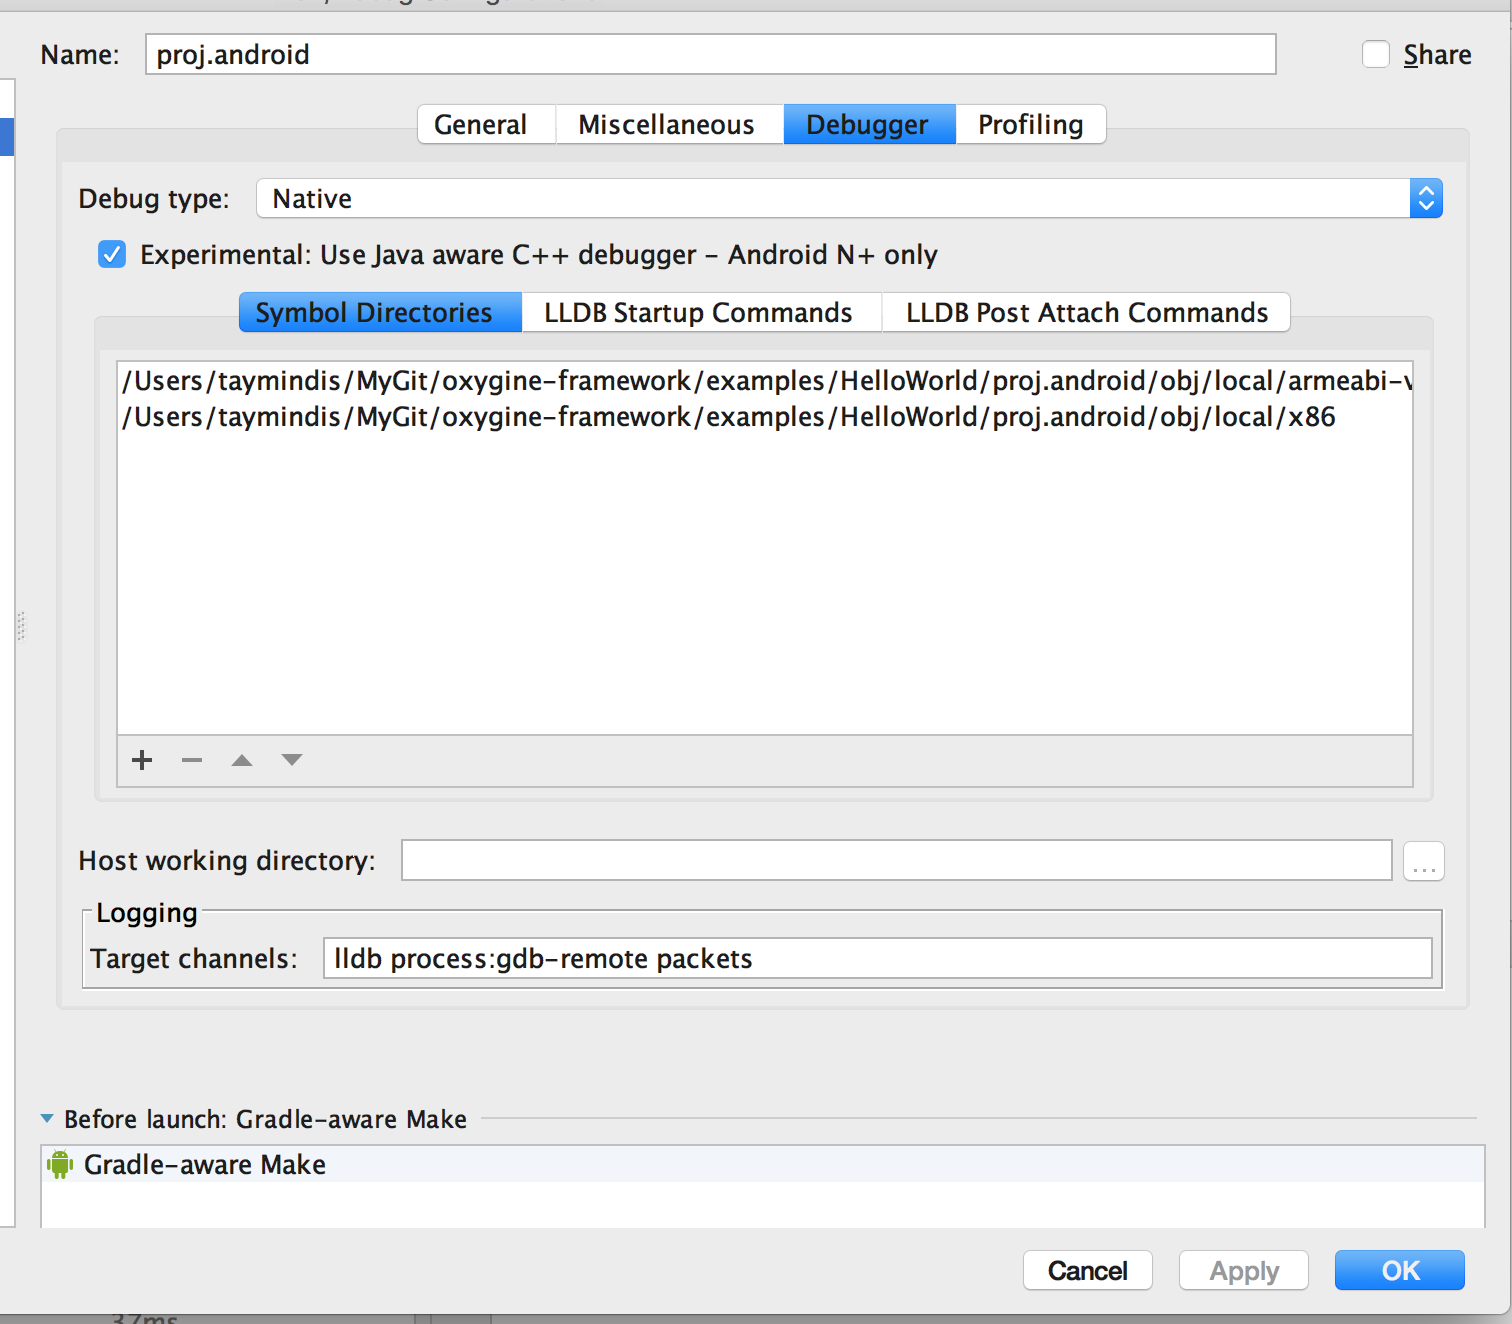 Name: proj.android Share
General Miscellaneous Debugger Profiling
Debug type: Native
Experimental: Use Java aware C++ debugger – Android N+ only
Symbol Directories LLDB Startup Commands LLDB Post Attach Commands
/Users/taymindis/MyGit/oxygine-framework/examples/HelloWorld/proj.android/obj/local/armeabi-v
/Users/taymindis/MyGit/oxygine-framework/examples/HelloWorld/proj.android/obj/local/x86
Host working directory: ...
Logging
Target channels: lldb process:gdb-remote packets
Before launch: Gradle-aware Make
Gradle-aware Make
Cancel Apply OK
37ms